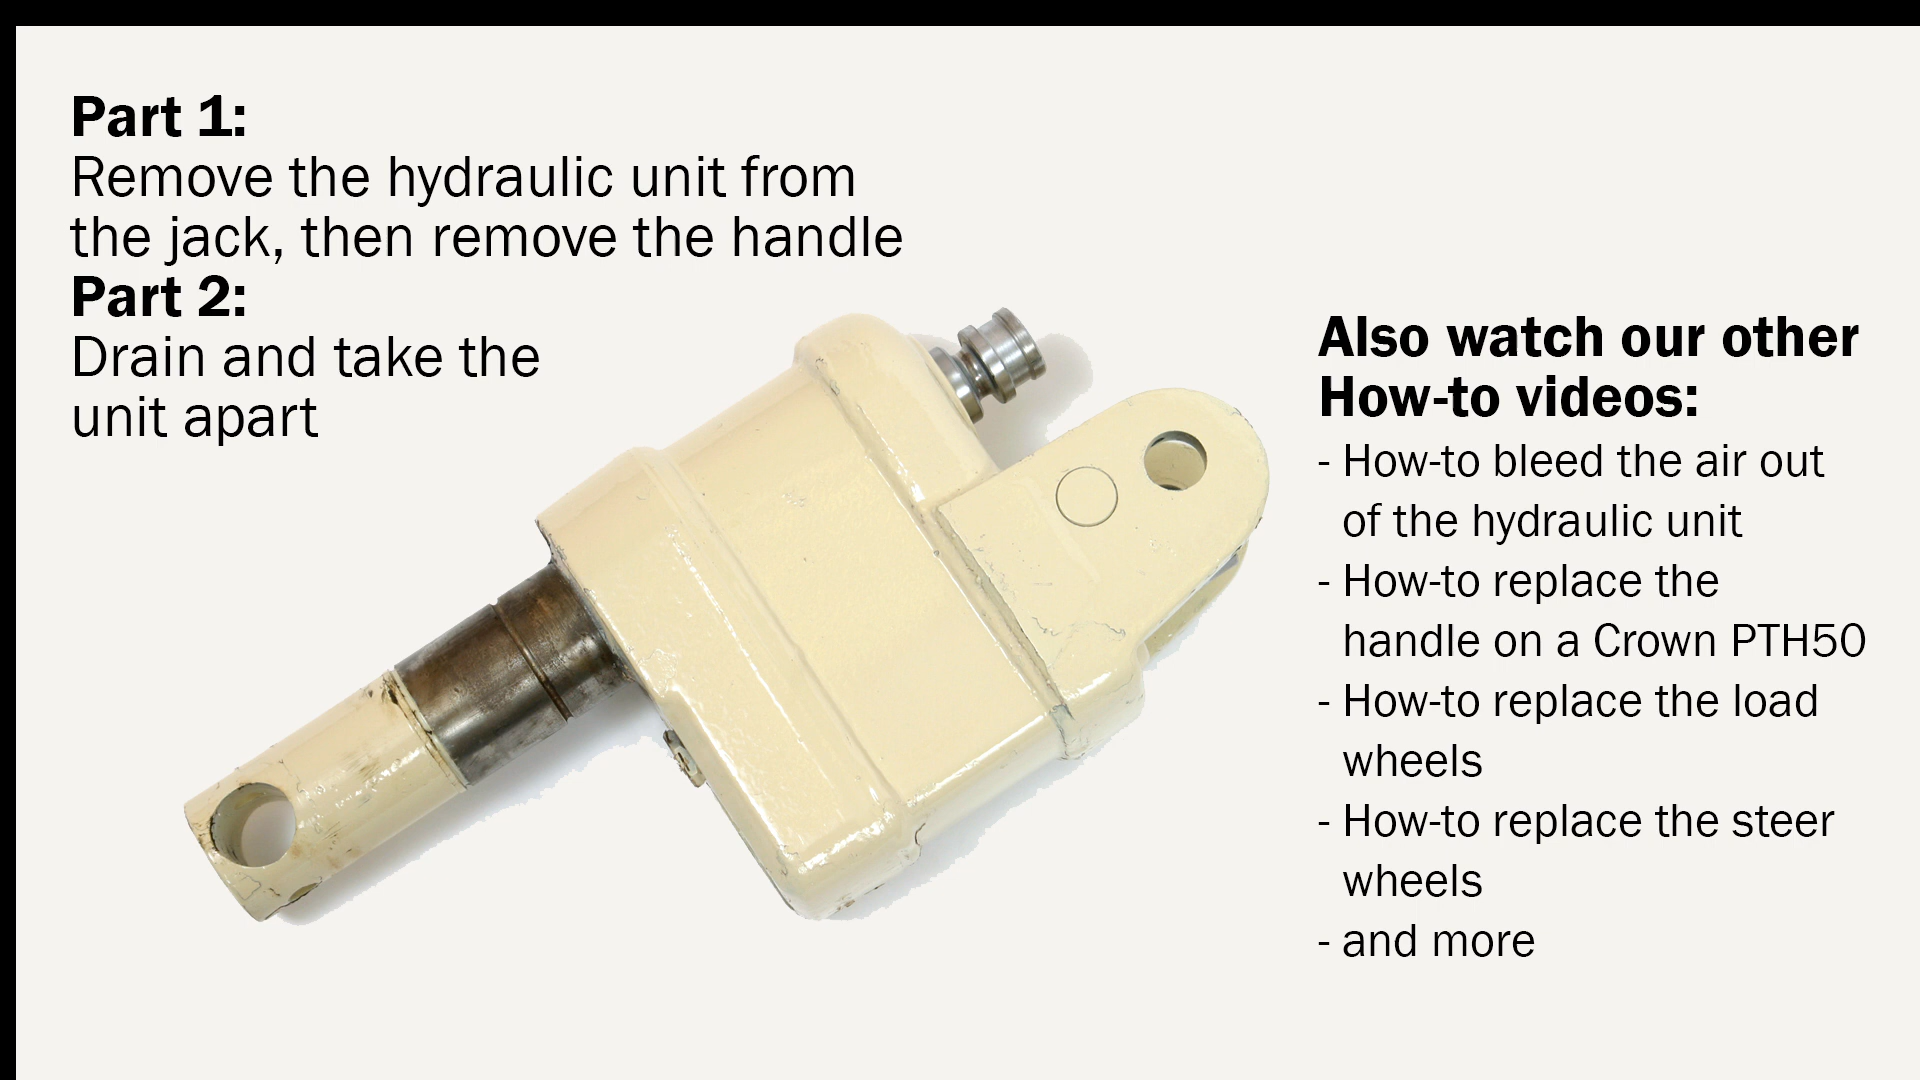 Part 1:
Remove the hydraulic unit from
the jack, then remove the handle
Part 2:
Drain and take the
unit apart
Also watch our other
How-to videos:
- How-to bleed the air out
of the hydraulic unit
- How-to replace the
handle on a Crown PTH50
- How-to replace the load
wheels
- How-to replace the steer
wheels
- and more